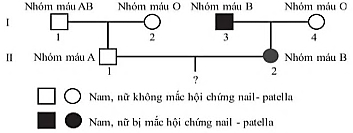 Nhóm máu AB Nhóm máu O Nhóm máu B Nhóm máu O
I
1 2 3 4
II Nhóm máu A Nhóm máu B
1 ? 2
Nam, nữ không mắc hội chứng nail- patella
Nam, nữ bị mắc hội chứng nail - patella